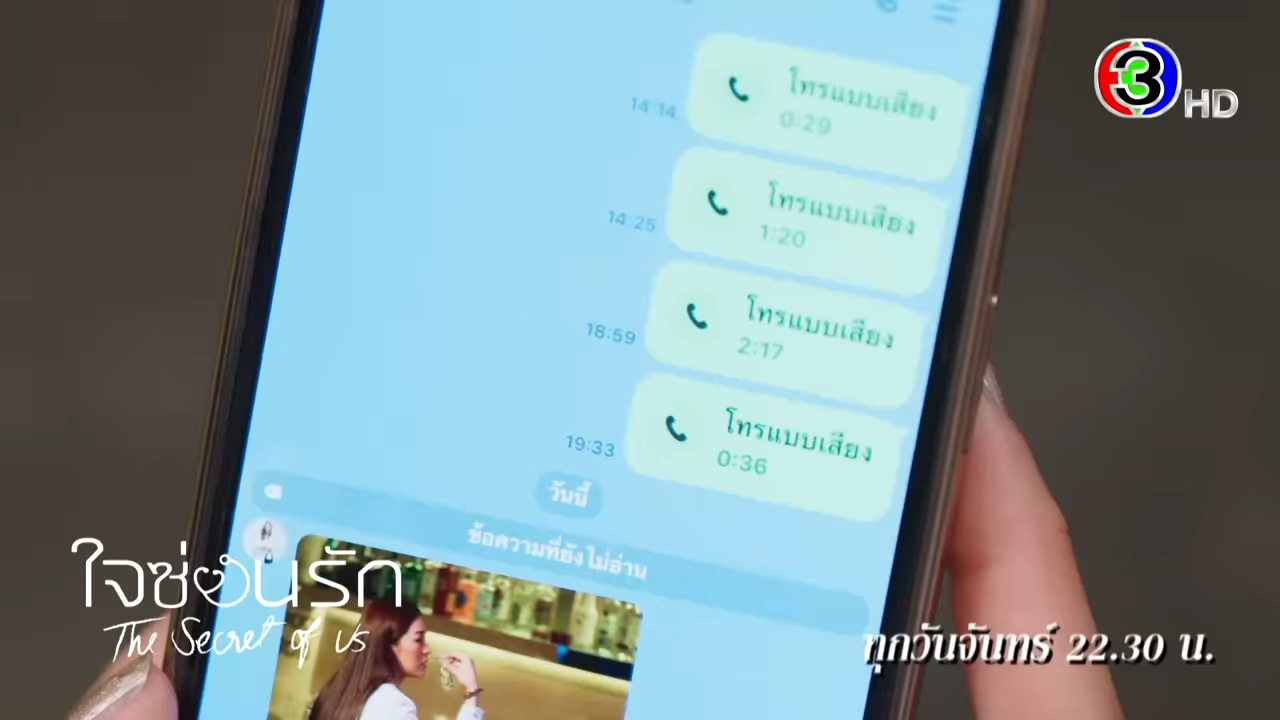 3 HD
โทรแบบเสียง
0:29
14:14
โทรแบบเสียง
1:20
14:25
โทรแบบเสียง
2:17
18:59
โทรแบบเสียง
0:36
19:33
วันนี้
ข้อความที่ยังไม่อ่าน
ใจซ่อนรัก
The Secret of Us
ทุกวันจันทร์ 22.30 น.